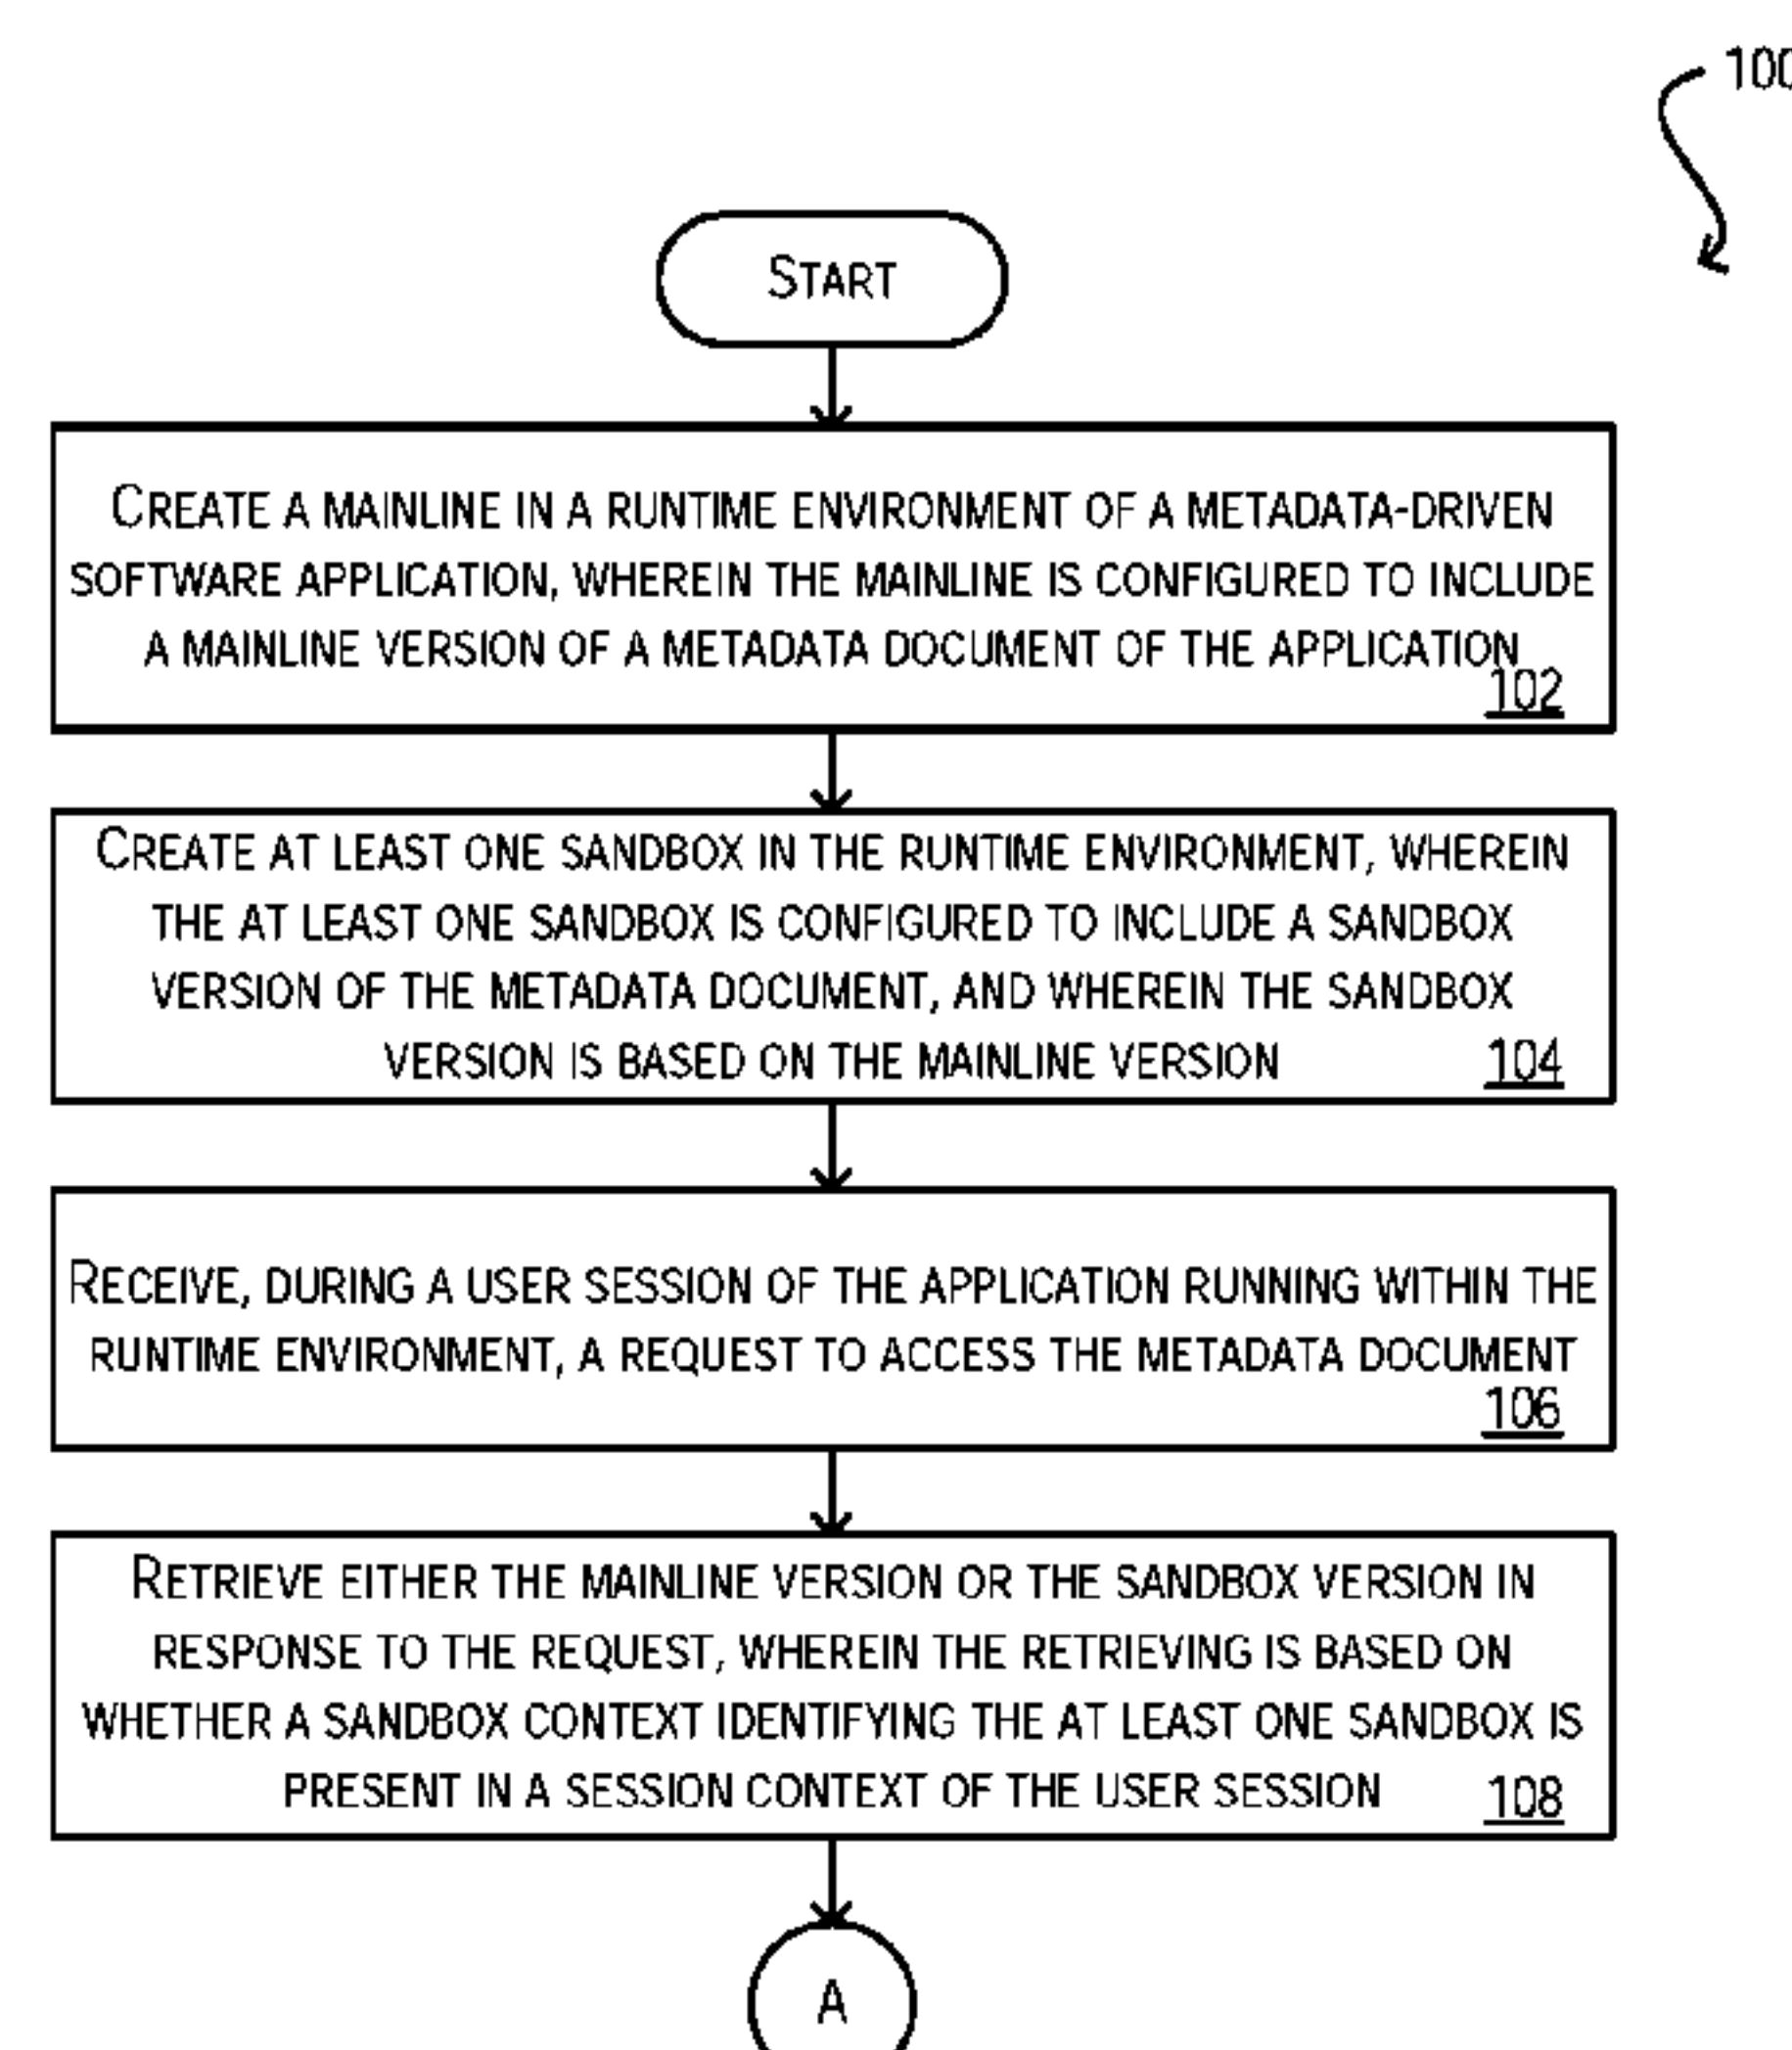 100
START
CREATE A MAINLINE IN A RUNTIME ENVIRONMENT OF A METADATA-DRIVEN
SOFTWARE APPLICATION, WHEREIN THE MAINLINE IS CONFIGURED TO INCLUDE
A MAINLINE VERSION OF A METADATA DOCUMENT OF THE APPLICATION
102
CREATE AT LEAST ONE SANDBOX IN THE RUNTIME ENVIRONMENT, WHEREIN
THE AT LEAST ONE SANDBOX IS CONFIGURED TO INCLUDE A SANDBOX
VERSION OF THE METADATA DOCUMENT, AND WHEREIN THE SANDBOX
VERSION IS BASED ON THE MAINLINE VERSION
104
RECEIVE, DURING A USER SESSION OF THE APPLICATION RUNNING WITHIN THE
RUNTIME ENVIRONMENT, A REQUEST TO ACCESS THE METADATA DOCUMENT
106
RETRIEVE EITHER THE MAINLINE VERSION OR THE SANDBOX VERSION IN
RESPONSE TO THE REQUEST, WHEREIN THE RETRIEVING IS BASED ON
WHETHER A SANDBOX CONTEXT IDENTIFYING THE AT LEAST ONE SANDBOX IS
PRESENT IN A SESSION CONTEXT OF THE USER SESSION
108
A